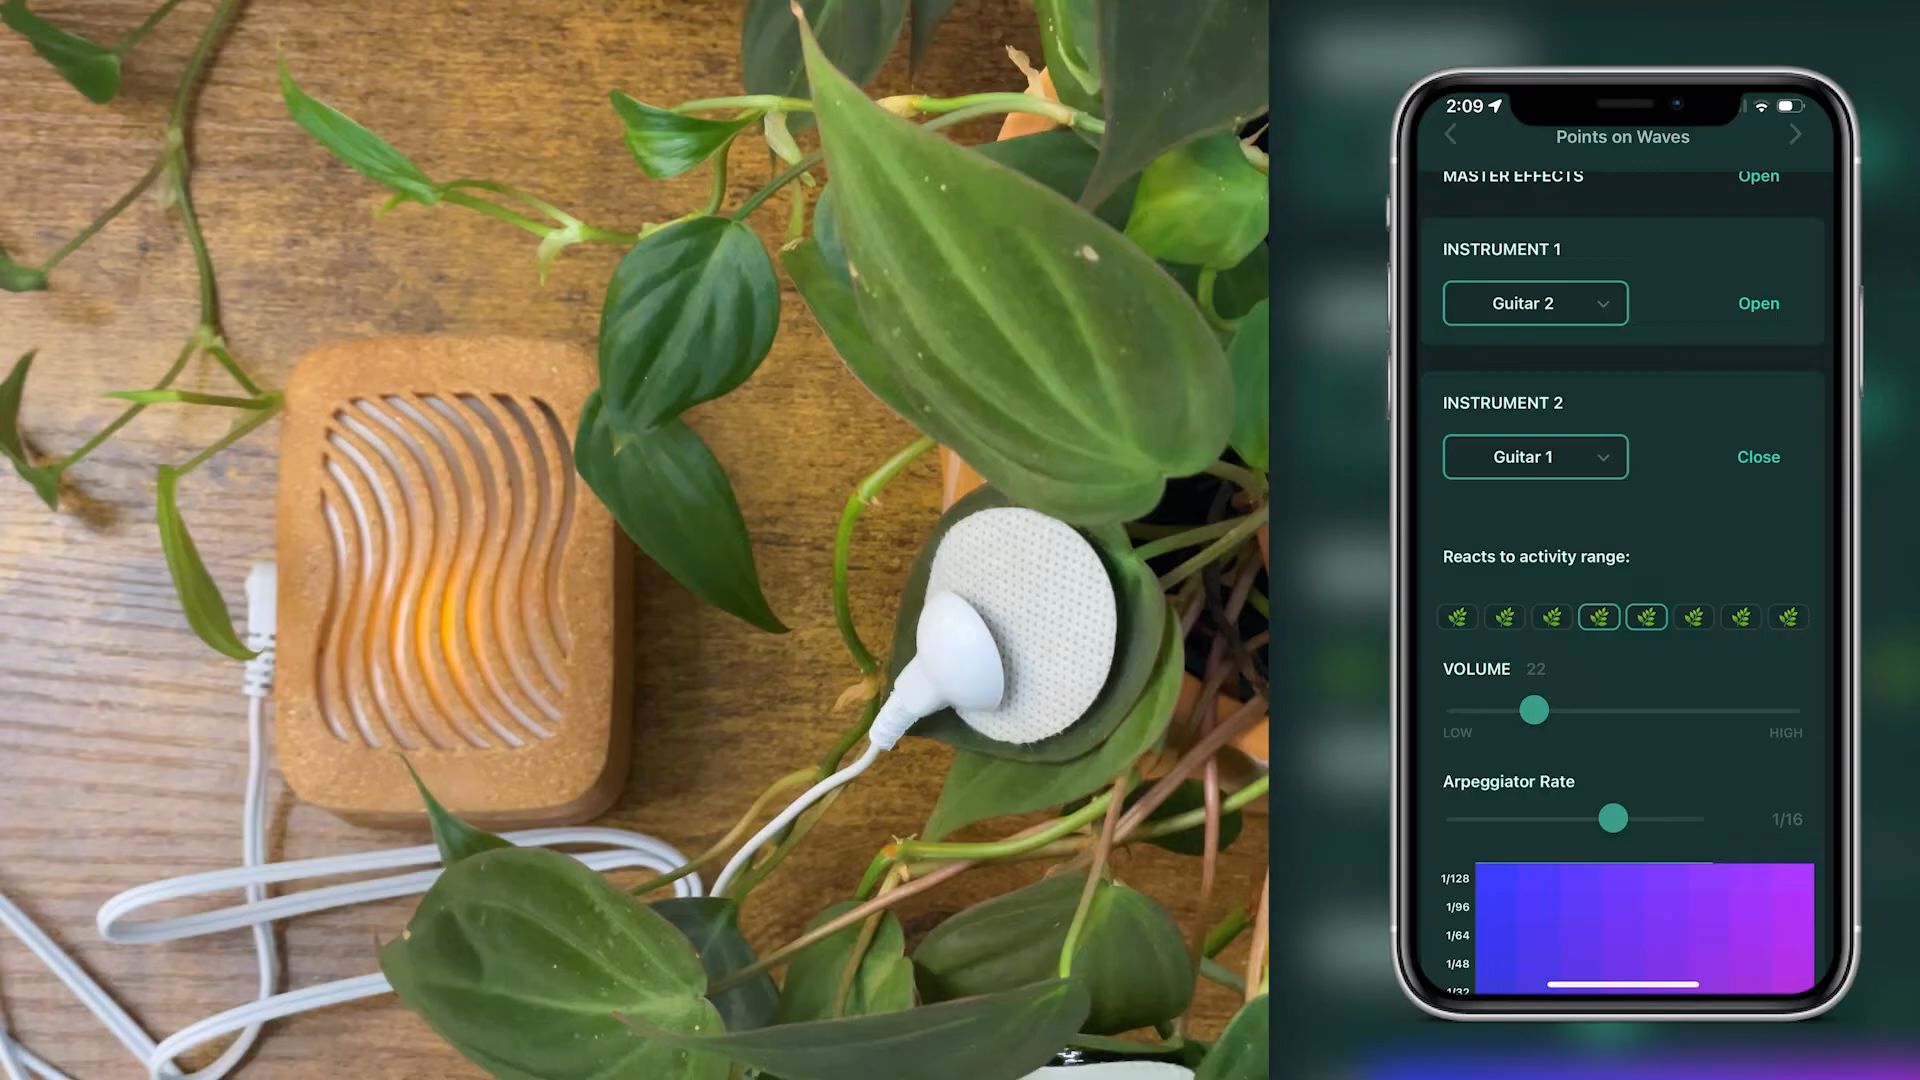 2:09
Points on Waves
MASTER EFFECTS Open
INSTRUMENT 1
Guitar 2 Open
INSTRUMENT 2
Guitar 1 Close
Reacts to activity range:
VOLUME 22
LOW HIGH
Arpeggiator Rate
1/16
1/128
1/96
1/64
1/48
1/32